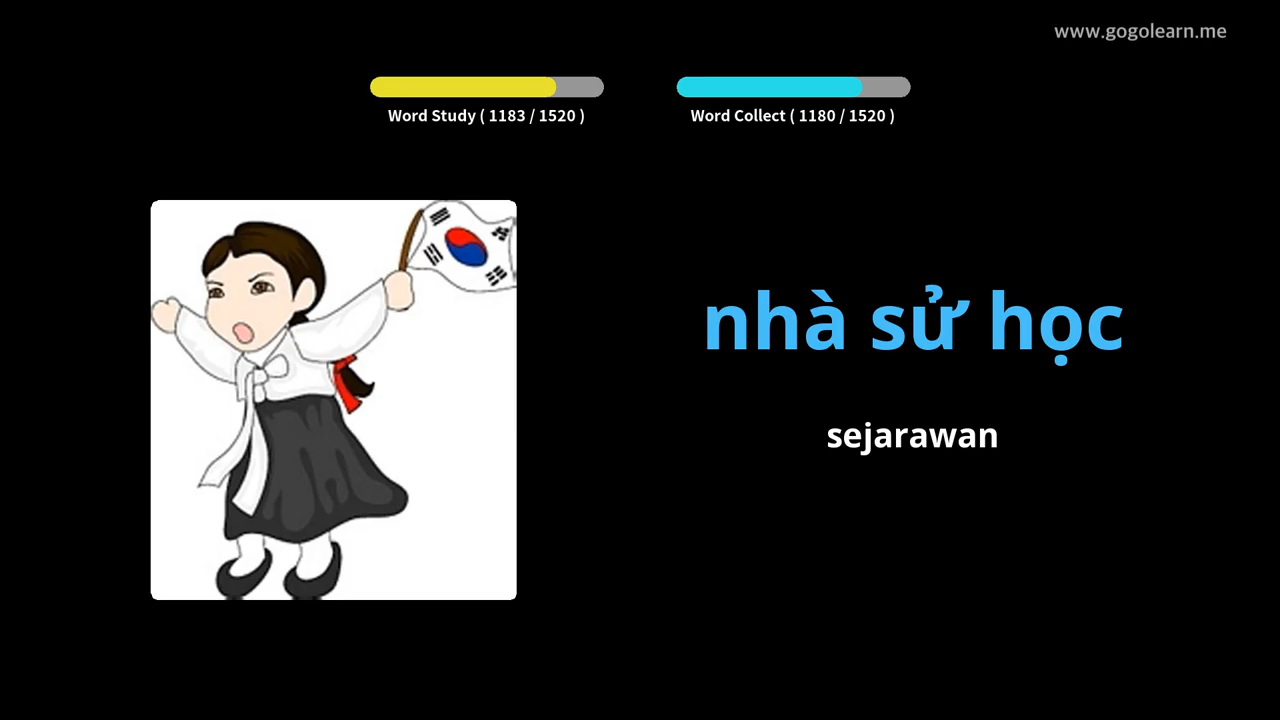 www.gogolearn.me
Word Study ( 1183 / 1520 )
Word Collect ( 1180 / 1520 )
nhà sử học
sejarawan